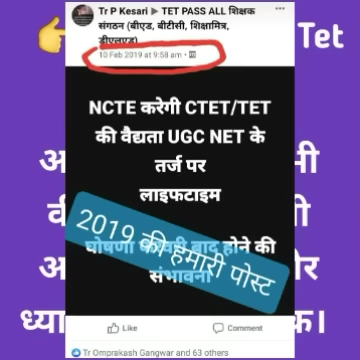 Tet
Tr P Kesari ▶ TET PASS ALL शिक्षक
संगठन (बीएड, बीटीसी, शिक्षामित्र,
डीएलएड)
10 Feb 2019 at 9:58 am
NCTE करेगी CTET/TET
की वैद्यता UGC NET के
तर्ज पर
लाइफटाइम
घोषणा
बाद होने की
संभावना
2019 की हमारी पोस्ट
Like
Comment
Tr Omprakash Gangwar and 63 others